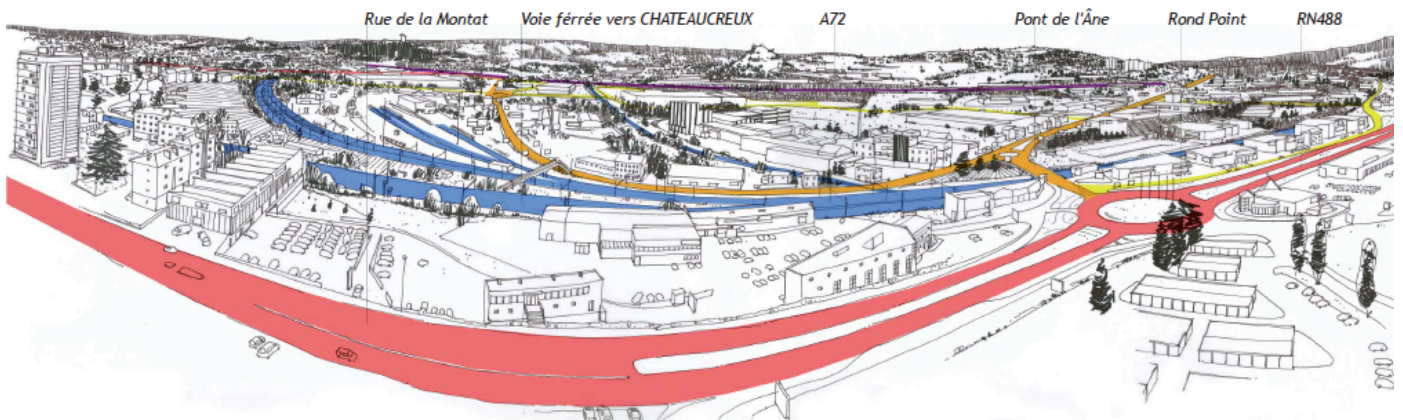 Rue de la Montat
Voie férrée vers CHATEAUCREUX
A72
Pont de l'Âne
Rond Point
RN488